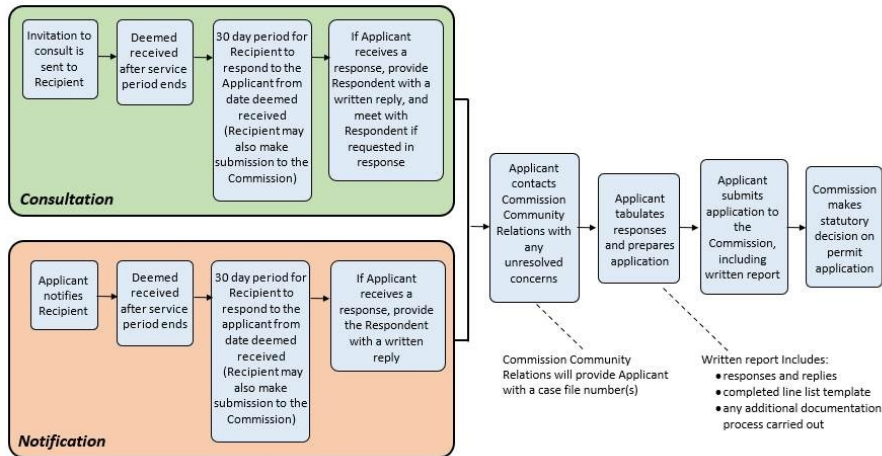 Invitation to
consult is
sent to
Recipient
Deemed
received
after service
period ends
30 day period for
Recipient to
respond to the
Applicant from
date deemed
received
(Recipient may
also make
submission to the
Commission)
If Applicant
receives a
response, provide
Respondent with a
written reply, and
meet with
Respondent if
requested in
response
Consultation
Applicant
notifies
Recipient
Deemed
received
after service
period ends
30 day period for
Recipient to
respond to the
applicant from
date deemed
received
(Recipient may
also make
submission to the
Commission)
If Applicant
receives a
response, provide
the Respondent
with a written
reply
Notification
Applicant
contacts
Commission
Community
Relations with
any
unresolved
concerns
Applicant
tabulates
responses
and prepares
application
Applicant
submits
application to
the
Commission,
including
written report
Commission
makes
statutory
decision on
permit
application
Commission Community
Relations will provide Applicant
with a case file number(s)
Written report Includes:
● responses and replies
● completed line list template
● any additional documentation
process carried out